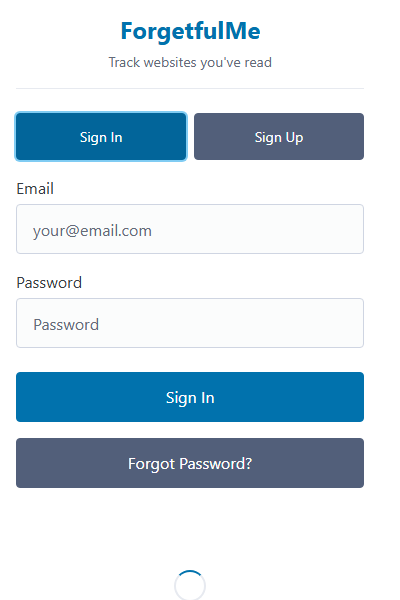 ForgetfulMe
Track websites you've read
Sign In
Sign Up
Email
your@email.com
Password
Password
Sign In
Forgot Password?